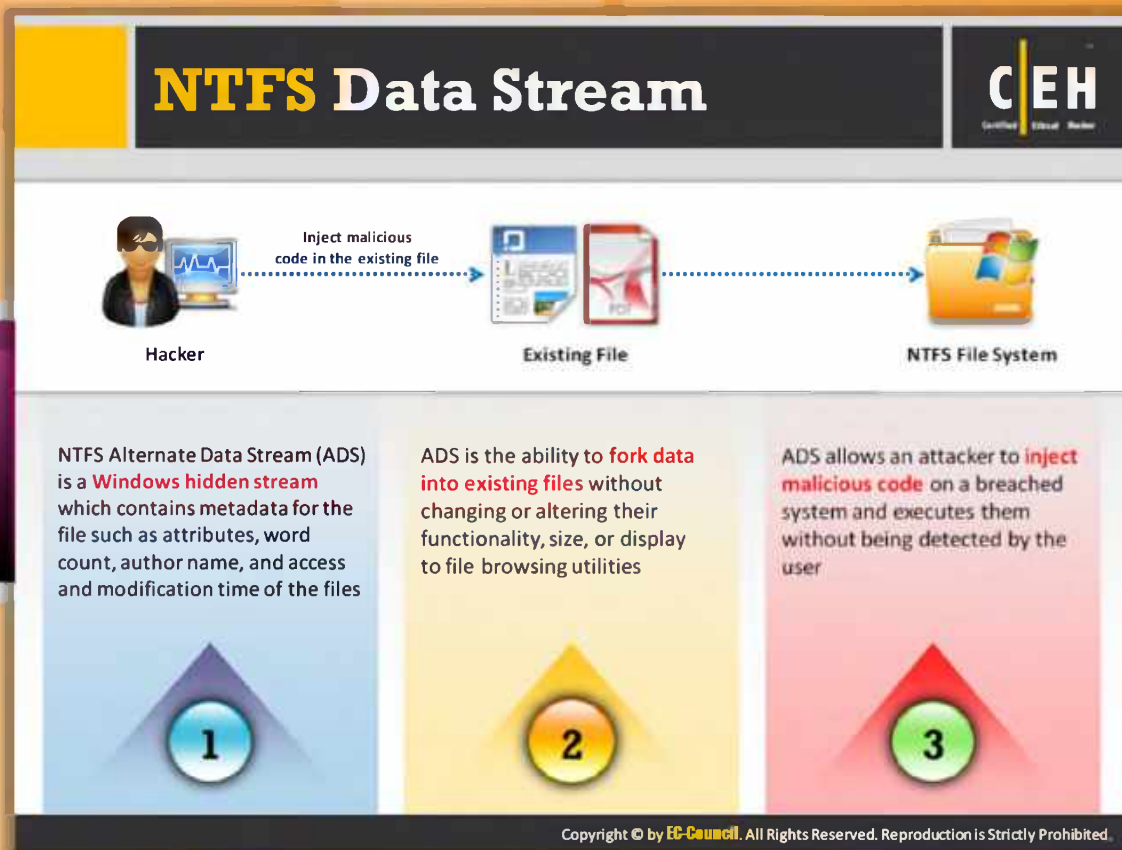 NTFS Data Stream
C|EH
Certified Ethical Hacker
Inject malicious
code in the existing file
Hacker
Existing File
NTFS File System
NTFS Alternate Data Stream (ADS)
is a Windows hidden stream
which contains metadata for the
file such as attributes, word
count, author name, and access
and modification time of the files
ADS is the ability to fork data
into existing files without
changing or altering their
functionality, size, or display
to file browsing utilities
ADS allows an attacker to inject
malicious code on a breached
system and executes them
without being detected by the
user
1
2
3
Copyright © by EC-Council. All Rights Reserved. Reproduction is Strictly Prohibited.